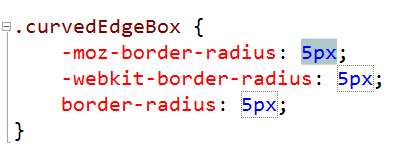 .curvedEdgeBox {
-moz-border-radius: 5px;
-webkit-border-radius: 5px;
border-radius: 5px;
}